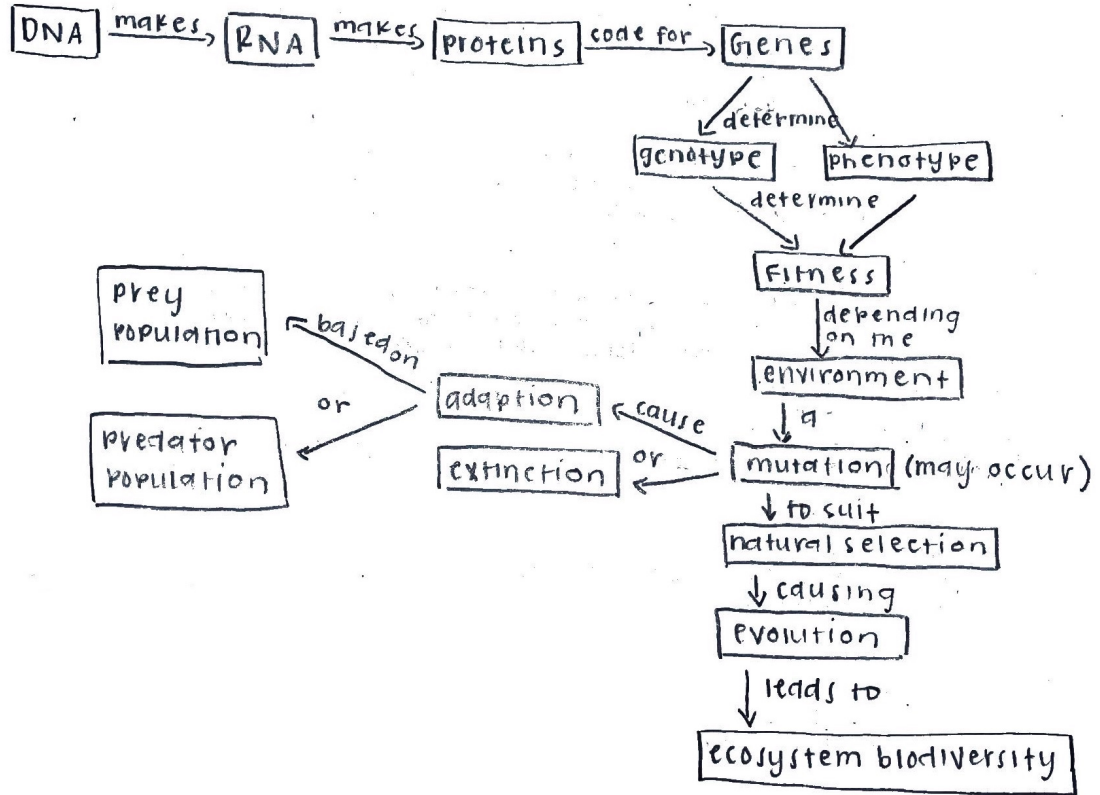 DNA makes RNA makes proteins code for Genes
determine
genotype phenotype
determine
Fitness
depending
on the
environment
a
mutation (may occur)
cause
or
adaption
extinction
based on
or
prey
population
predator
population
to suit
natural selection
causing
evolution
leads to
ecosystem biodiversity